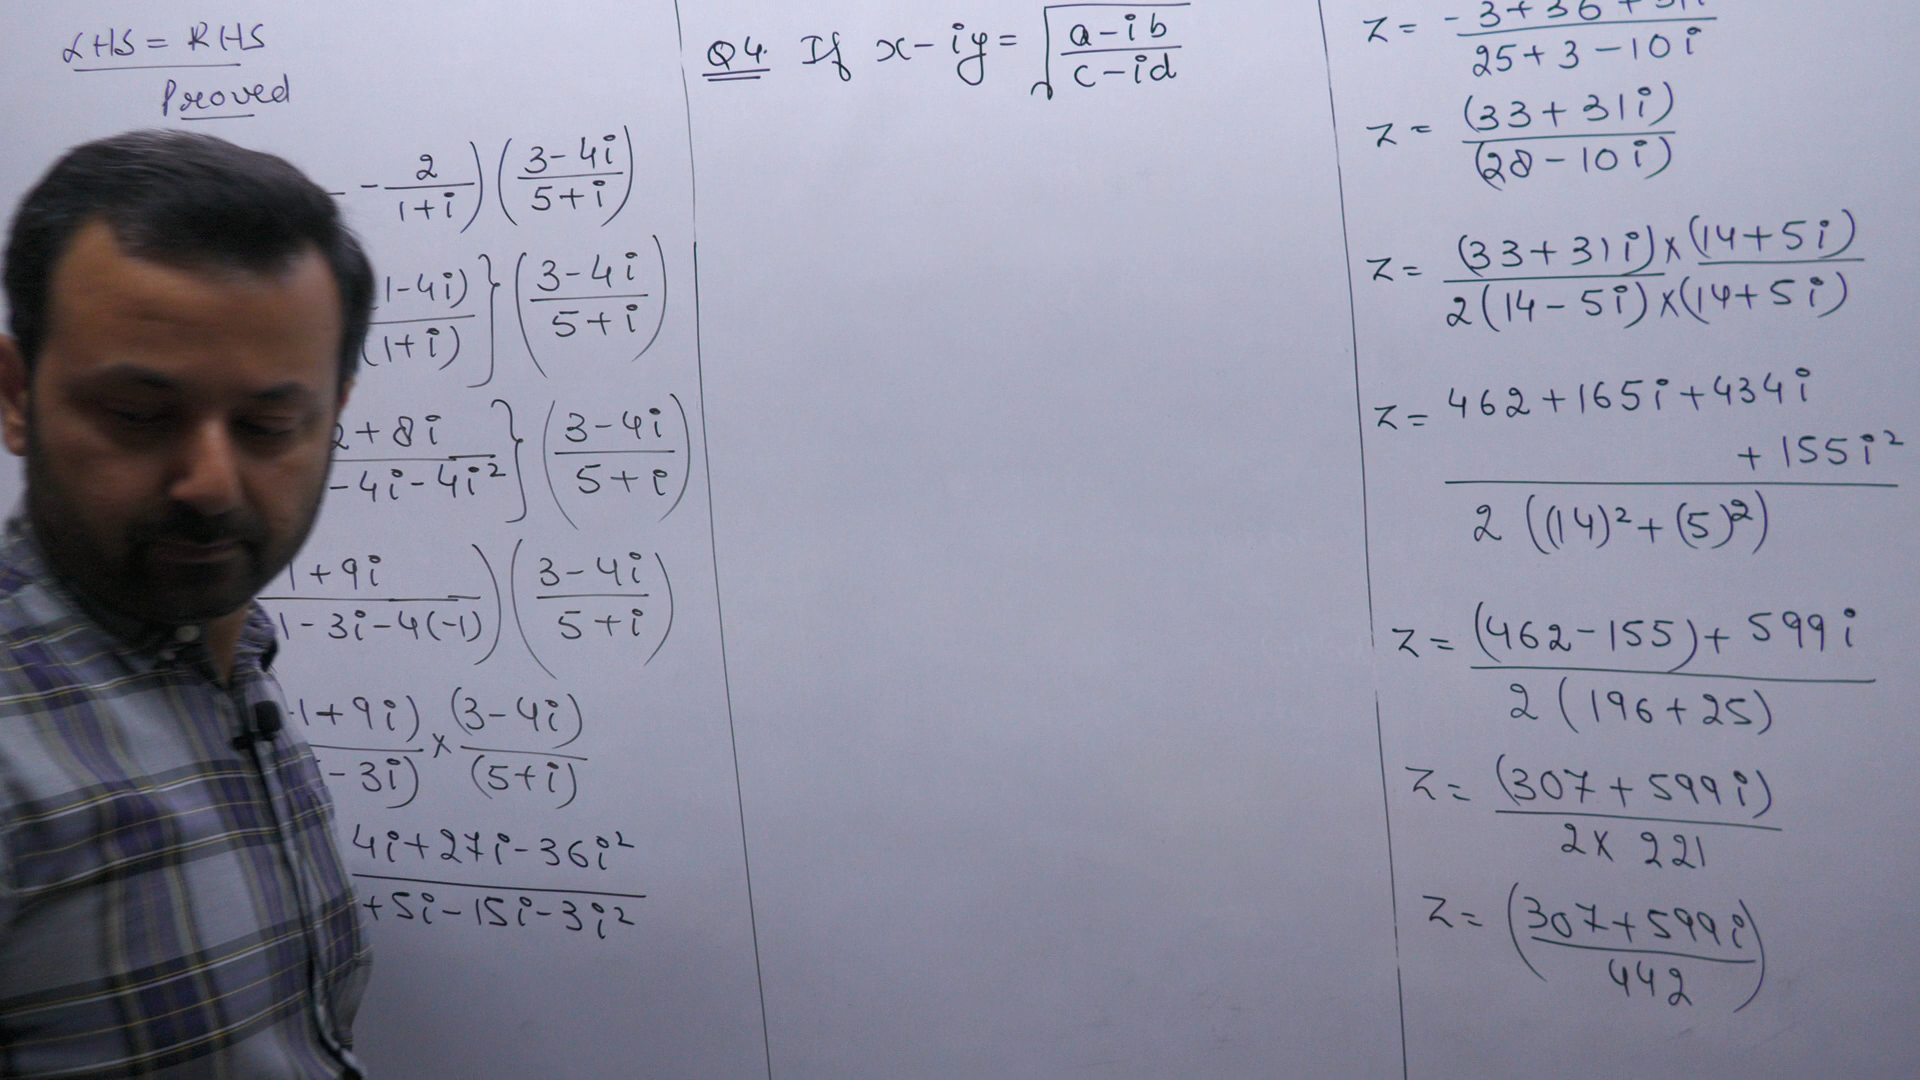 LHS = RHS
Proved
- 2/(1+i)) ((3-4i)/(5+i))
1-4i)/(1+i)} ((3-4i)/(5+i))
2+8i/-4i-4i²} ((3-4i)/(5+i))
1+9i/1-3i-4(-1)) ((3-4i)/(5+i))
1+9i)/-3i) × (3-4i)/(5+i)
4i+27i-36i²
+5i-15i-3i²
Q4. If x-iy = √((a-ib)/(c-id))
z = /25+3-10i
z = (33+31i)/(28-10i)
z = (33+31i)×(14+5i)/2(14-5i)×(14+5i)
z = 462+165i+434i
+155i²
2((14)²+(5)²)
z = (462-155)+599i/2(196+25)
z = (307+599i)/2×221
z = (307+599i/442)